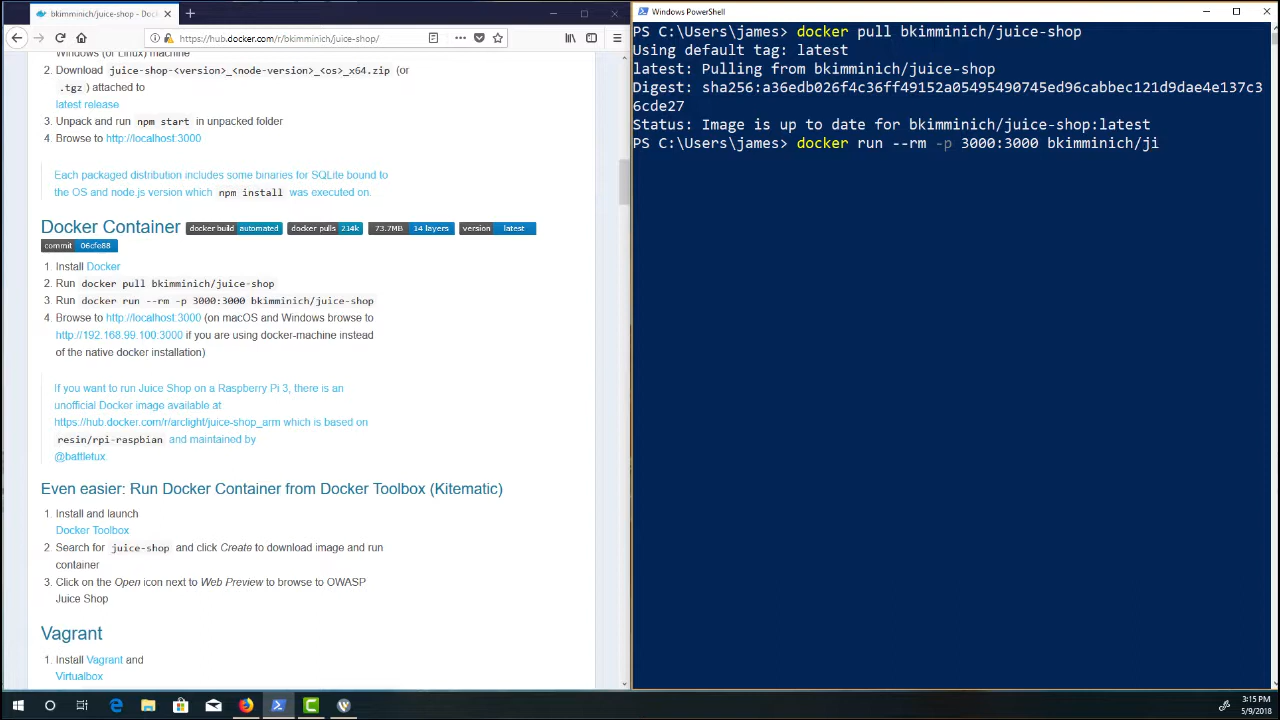 bkimminich/juice-shop - Doc
https://hub.docker.com/r/bkimminich/juice-shop/
Windows (or Linux) machine
2. Download juice-shop-<version>_<node-version>_<os>_x64.zip (or
.tgz ) attached to
latest release
3. Unpack and run npm start in unpacked folder
4. Browse to http://localhost:3000
Each packaged distribution includes some binaries for SQLite bound to
the OS and node.js version which npm install was executed on.
Docker Container docker build automated docker pulls 214k 73.7MB 14 layers version latest
commit 06cfe88
1. Install Docker
2. Run docker pull bkimminich/juice-shop
3. Run docker run --rm -p 3000:3000 bkimminich/juice-shop
4. Browse to http://localhost:3000 (on macOS and Windows browse to
http://192.168.99.100:3000 if you are using docker-machine instead
of the native docker installation)
If you want to run Juice Shop on a Raspberry Pi 3, there is an
unofficial Docker image available at
https://hub.docker.com/r/arclight/juice-shop_arm which is based on
resin/rpi-raspbian and maintained by
@battletux.
Even easier: Run Docker Container from Docker Toolbox (Kitematic)
1. Install and launch
Docker Toolbox
2. Search for juice-shop and click Create to download image and run
container
3. Click on the Open icon next to Web Preview to browse to OWASP
Juice Shop
Vagrant
1. Install Vagrant and
Virtualbox
Windows PowerShell
PS C:\Users\james> docker pull bkimminich/juice-shop
Using default tag: latest
latest: Pulling from bkimminich/juice-shop
Digest: sha256:a36edb026f4c36ff49152a05495490745ed96cabbec121d9dae4e137c3
6cde27
Status: Image is up to date for bkimminich/juice-shop:latest
PS C:\Users\james> docker run --rm -p 3000:3000 bkimminich/ji
3:15 PM
5/9/2018